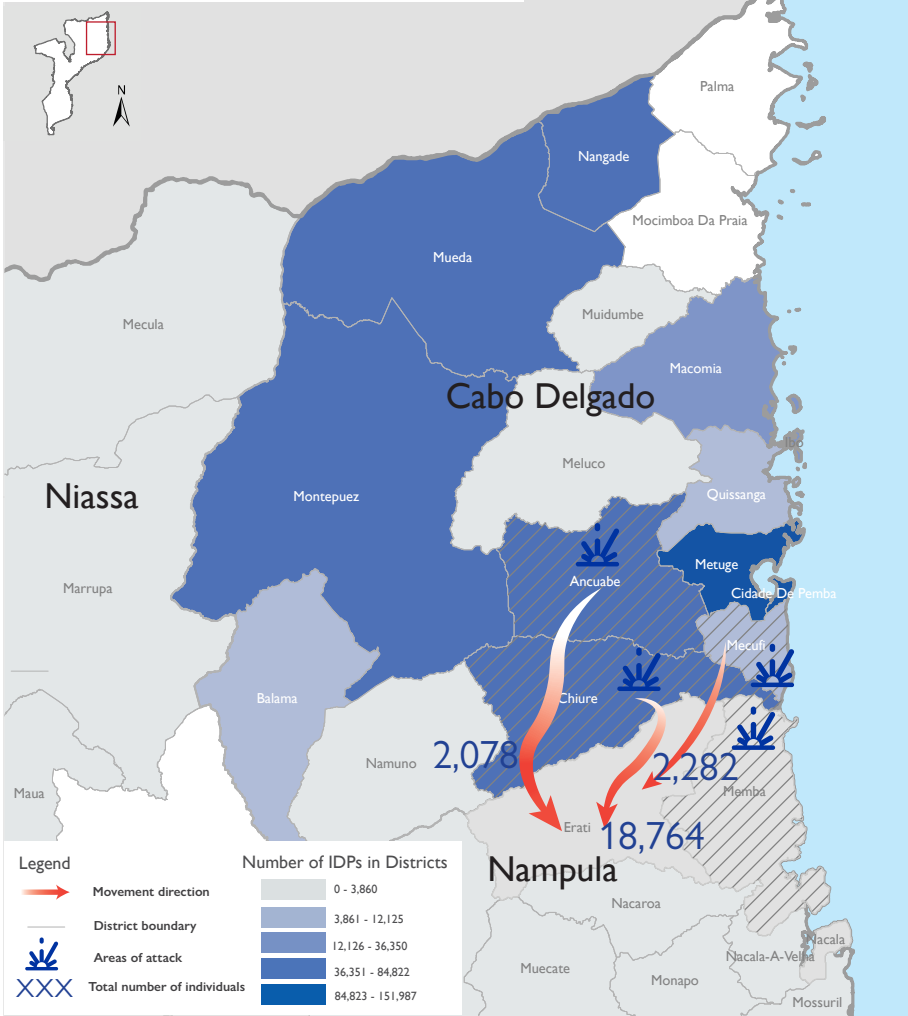 N
Palma
Nangade
Mocimboa Da Praia
Mueda
Muidumbe
Mecula
Macomia
Cabo Delgado
Ibo
Meluco
Quissanga
Niassa
Montepuez
Metuge
Ancuabe
Marrupa
Cidade De Pemba
Mecufi
Balama
Chiure
2,078
2,282
Namuno
Maua
Memba
Erati
18,764
Nampula
Nacaroa
Nacala
Nacala-A-Velha
Muecate
Monapo
Mossuril
Legend
Movement direction
District boundary
Areas of attack
XXX Total number of individuals
Number of IDPs in Districts
0 - 3,860
3,861 - 12,125
12,126 - 36,350
36,351 - 84,822
84,823 - 151,987